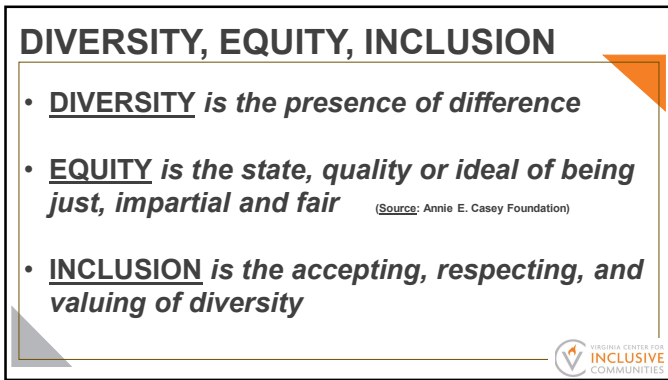 DIVERSITY, EQUITY, INCLUSION
• DIVERSITY is the presence of difference
• EQUITY is the state, quality or ideal of being
just, impartial and fair (Source: Annie E. Casey Foundation)
• INCLUSION is the accepting, respecting, and
valuing of diversity
VIRGINIA CENTER FOR
INCLUSIVE
COMMUNITIES